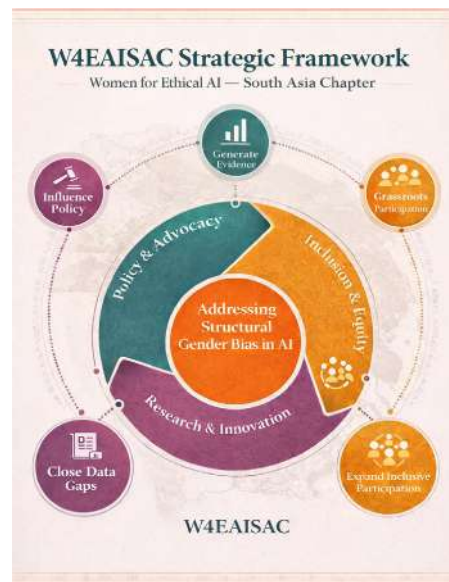 W4EAISAC Strategic Framework
Women for Ethical AI — South Asia Chapter
Generate
Evidence
Influence
Policy
Grassroots
Participation
Policy & Advocacy
Inclusion & Equity
Addressing
Structural
Gender Bias in AI
Research & Innovation
Close Data
Gaps
Expand Inclusive
Participation
W4EAISAC